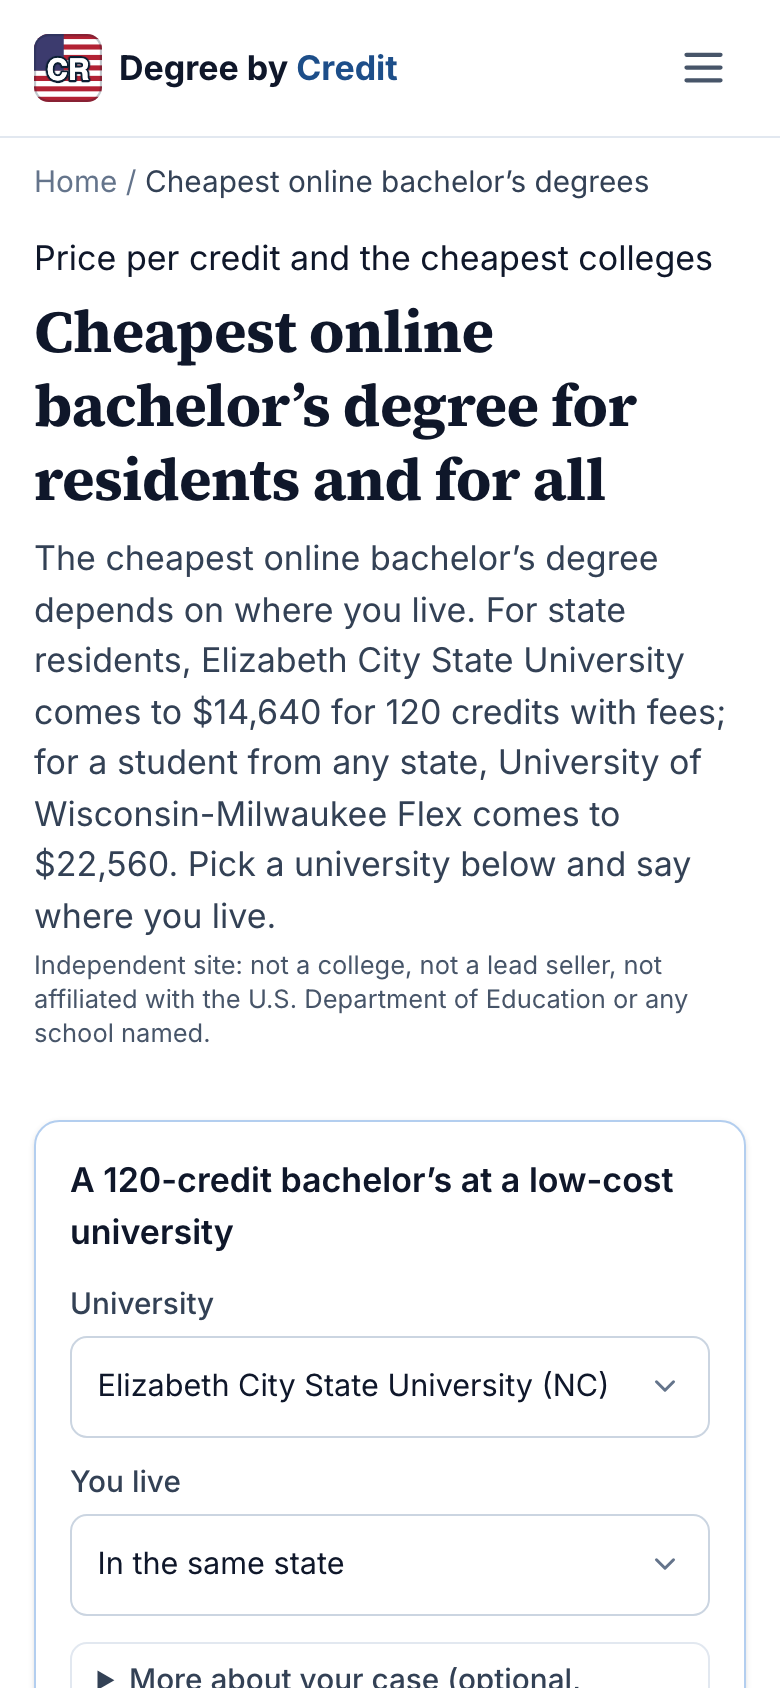 CR Degree by Credit
Home / Cheapest online bachelor’s degrees
Price per credit and the cheapest colleges
Cheapest online
bachelor’s degree for
residents and for all
The cheapest online bachelor’s degree
depends on where you live. For state
residents, Elizabeth City State University
comes to $14,640 for 120 credits with fees;
for a student from any state, University of
Wisconsin-Milwaukee Flex comes to
$22,560. Pick a university below and say
where you live.
Independent site: not a college, not a lead seller, not
affiliated with the U.S. Department of Education or any
school named.
A 120-credit bachelor’s at a low-cost
university
University
Elizabeth City State University (NC)
You live
In the same state
More about your case (optional,